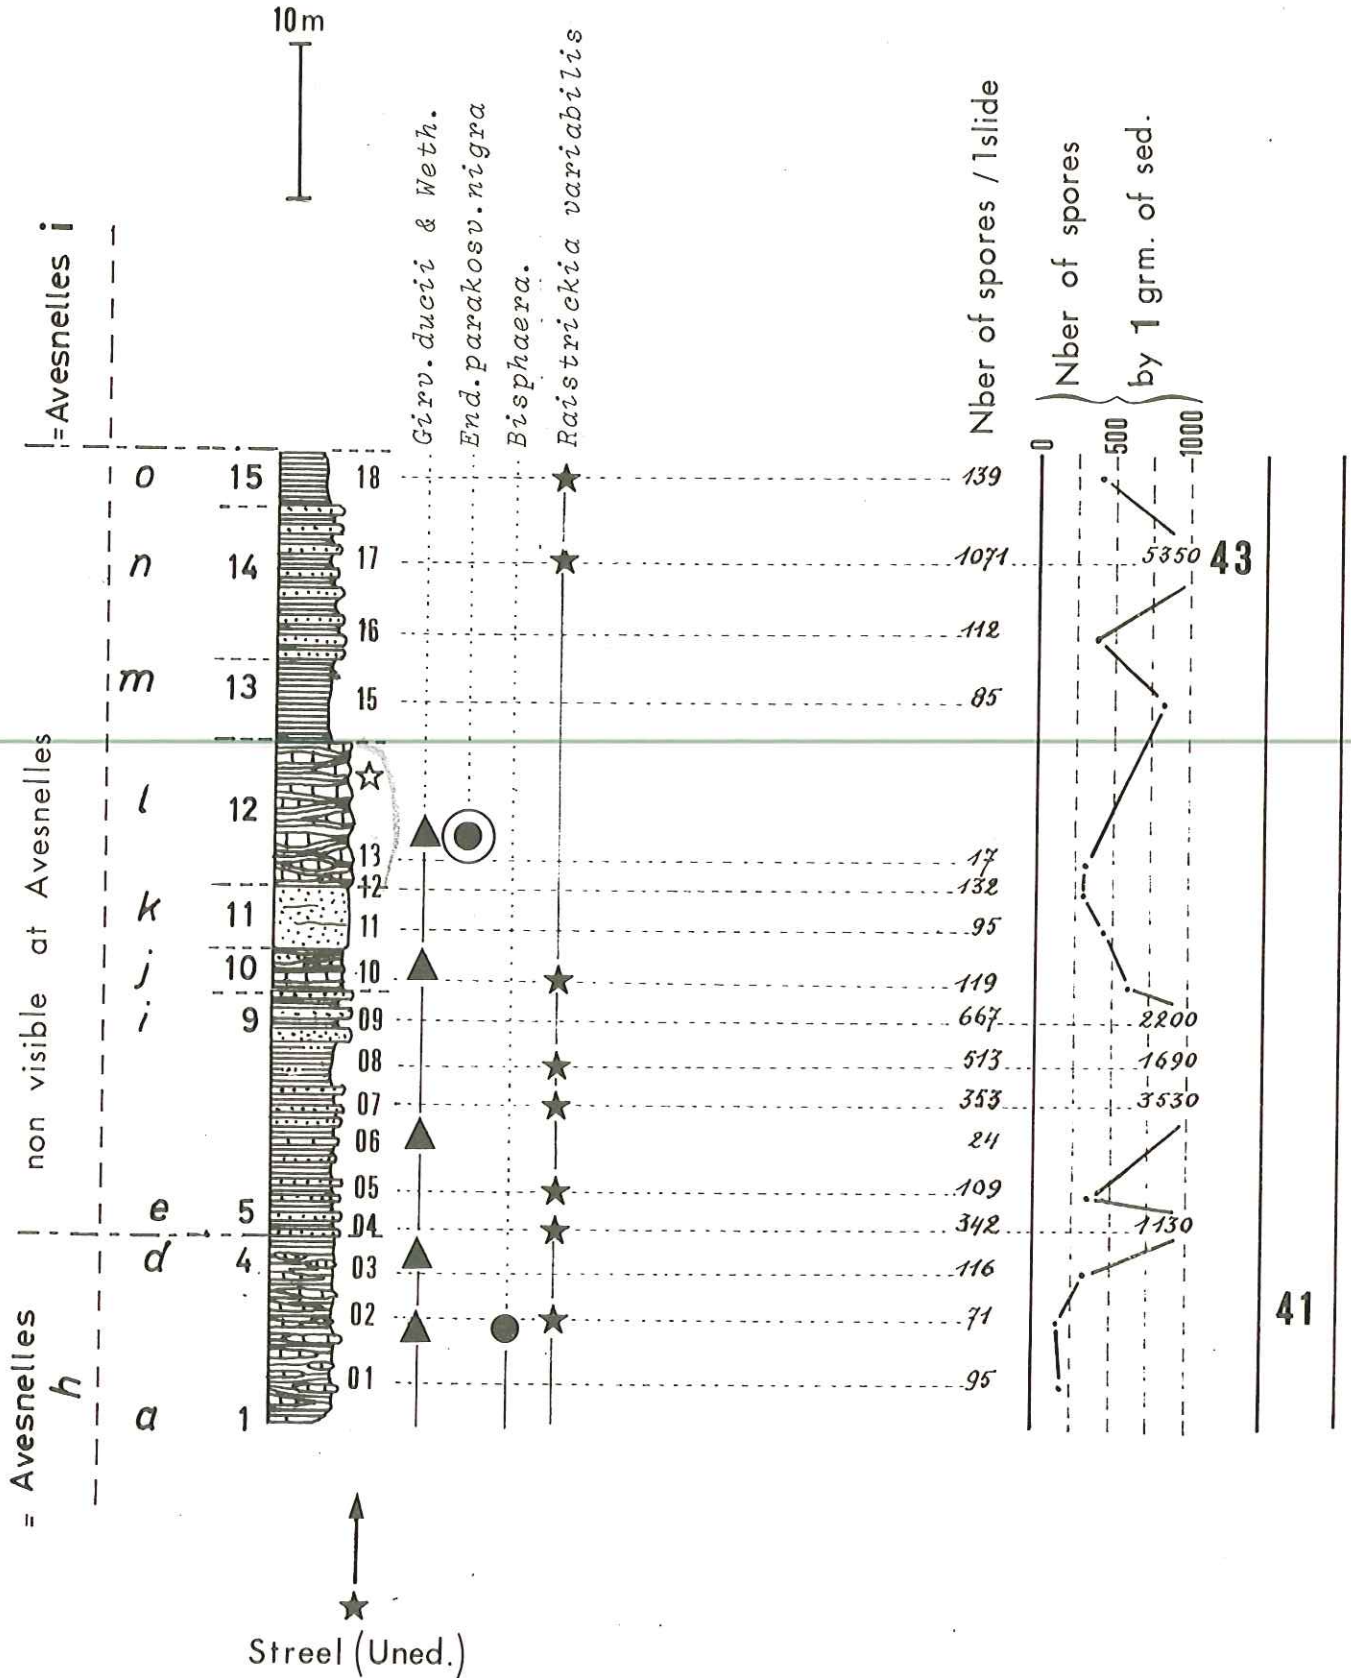 10 m
Girv. ducii & Weth.
End. parakosv. nigra
Bisphaera.
Raistrickia variabilis
Nber of spores / 1 slide
Nber of spores
by 1 grm. of sed.
0 500 1000
= Avesnelles i
non visible at Avesnelles
= Avesnelles
h
o 15 18 139
n 14 17 1071 5350 43
16 112
m 13 15 85
l 12
13 17
12 132
k 11 11 95
j 10 10 119
i 9 09 667 2200
08 513 1690
07 353 3530
06 24
05 109
e 5 04 342 1130
d 4 03 116
02 71 41
01 95
a 1
Streel (Uned.)